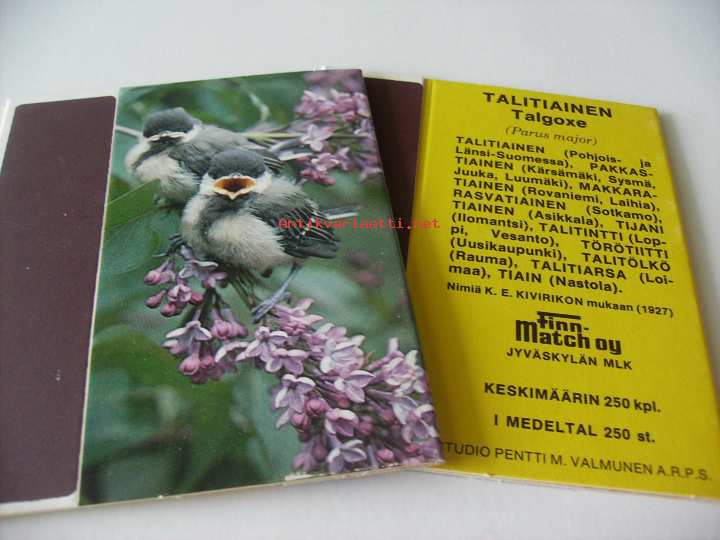 TALITIAINEN
Talgoxe
(Parus major)
TALITIAINEN (Pohjois- ja
Länsi-Suomessa), PAKKAS-
TIAINEN (Kärsämäki, Sysmä,
Juuka, Luumäki), MAKKARA-
TIAINEN (Rovaniemi, Laihia),
RASVATIAINEN (Sotkamo),
TIAINEN (Asikkala), TIJANI
(Ilomantsi), TALITINTTI (Lop-
pi, Vesanto), TÖRÖTIITTI
(Uusikaupunki), TALITÖLKÖ
(Rauma), TALITIARSA (Loi-
maa), TIAIN (Nastola).
Nimiä K. E. KIVIRIKON mukaan (1927)
Finn-
Match oy
JYVÄSKYLÄN MLK
KESKIMÄÄRIN 250 kpl.
I MEDELTAL 250 st.
STUDIO PENTTI M. VALMUNEN A.R.P.S.
Antikvariaatti.net